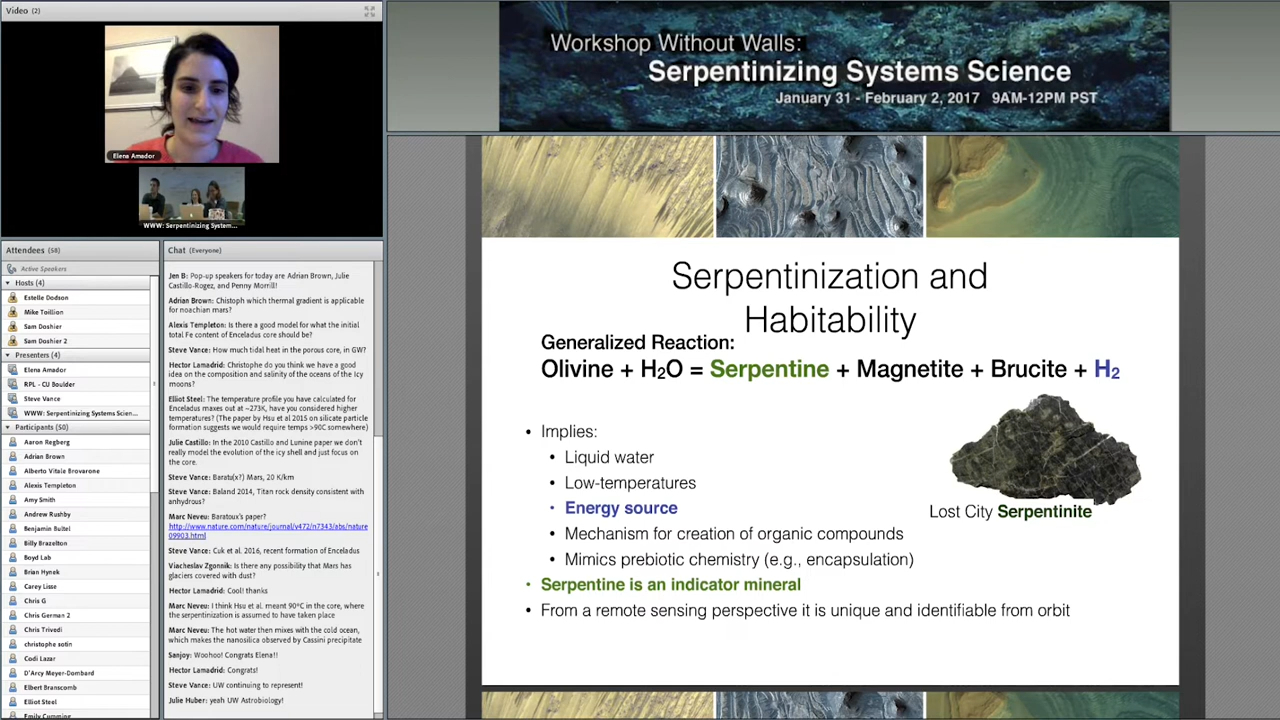 Video (2)
Elena Amador
WWW: Serpentinizing System...
Attendees (58)
Active Speakers
Hosts (4)
Estelle Dodson
Mike Toillion
Sam Doshier
Sam Doshier 2
Presenters (4)
Elena Amador
RPL - CU Boulder
Steve Vance
WWW: Serpentinizing Systems Scien...
Participants (50)
Aaron Regberg
Adrian Brown
Alberto Vitale Brovarone
Alexis Templeton
Amy Smith
Andrew Rushby
Benjamin Bultel
Billy Brazelton
Boyd Lab
Brian Hynek
Carey Lisse
Chris G
Chris German 2
Chris Trivedi
christophe sotin
Codi Lazar
D'Arcy Meyer-Dombard
Elbert Branscomb
Elliot Steel
Emily Cumming
Chat (Everyone)
Jen B: Pop-up speakers for today are Adrian Brown, Julie
Castillo-Rogez, and Penny Morrill!
Adrian Brown: Chistoph which thermal gradient is applicable
for noachian mars?
Alexis Templeton: Is there a good model for what the initial
total Fe content of Enceladus core should be?
Steve Vance: How much tidal heat in the porous core, in GW?
Hector Lamadrid: Christophe do you think we have a good
idea on the composition and salinity of the oceans of the Icy
moons?
Elliot Steel: The temperature profile you have calculated for
Enceladus maxes out at ~273K, have you considered higher
temperatures? (The paper by Hsu et al 2015 on silicate particle
formation suggests we would require temps >90C somewhere)
Julie Castillo: In the 2010 Castillo and Lunine paper we don't
really model the evolution of the icy shell and just focus on
the core.
Steve Vance: Baratu(x?) Mars, 20 K/km
Steve Vance: Baland 2014, Titan rock density consistent with
anhydrous?
Marc Neveu: Baratoux's paper?
http://www.nature.com/nature/journal/v472/n7343/abs/nature
09903.html
Steve Vance: Cuk et al. 2016, recent formation of Enceladus
Viacheslav Zgonnik: Is there any possibility that Mars has
glaciers covered with dust?
Hector Lamadrid: Cool! thanks
Marc Neveu: I think Hsu et al. meant 90ºC in the core, where
the serpentinization is assumed to have taken place
Marc Neveu: The hot water then mixes with the cold ocean,
which makes the nanosilica observed by Cassini precipitate
Sanjoy: Woohoo! Congrats Elena!!
Hector Lamadrid: Congrats!
Steve Vance: UW continuing to represent!
Julie Huber: yeah UW Astrobiology!
Workshop Without Walls:
Serpentinizing Systems Science
January 31 - February 2, 2017 9AM-12PM PST
Serpentinization and
Habitability
Generalized Reaction:
Olivine + H₂O = Serpentine + Magnetite + Brucite + H₂
• Implies:
• Liquid water
• Low-temperatures
• Energy source
• Mechanism for creation of organic compounds
• Mimics prebiotic chemistry (e.g., encapsulation)
• Serpentine is an indicator mineral
• From a remote sensing perspective it is unique and identifiable from orbit
Lost City Serpentinite